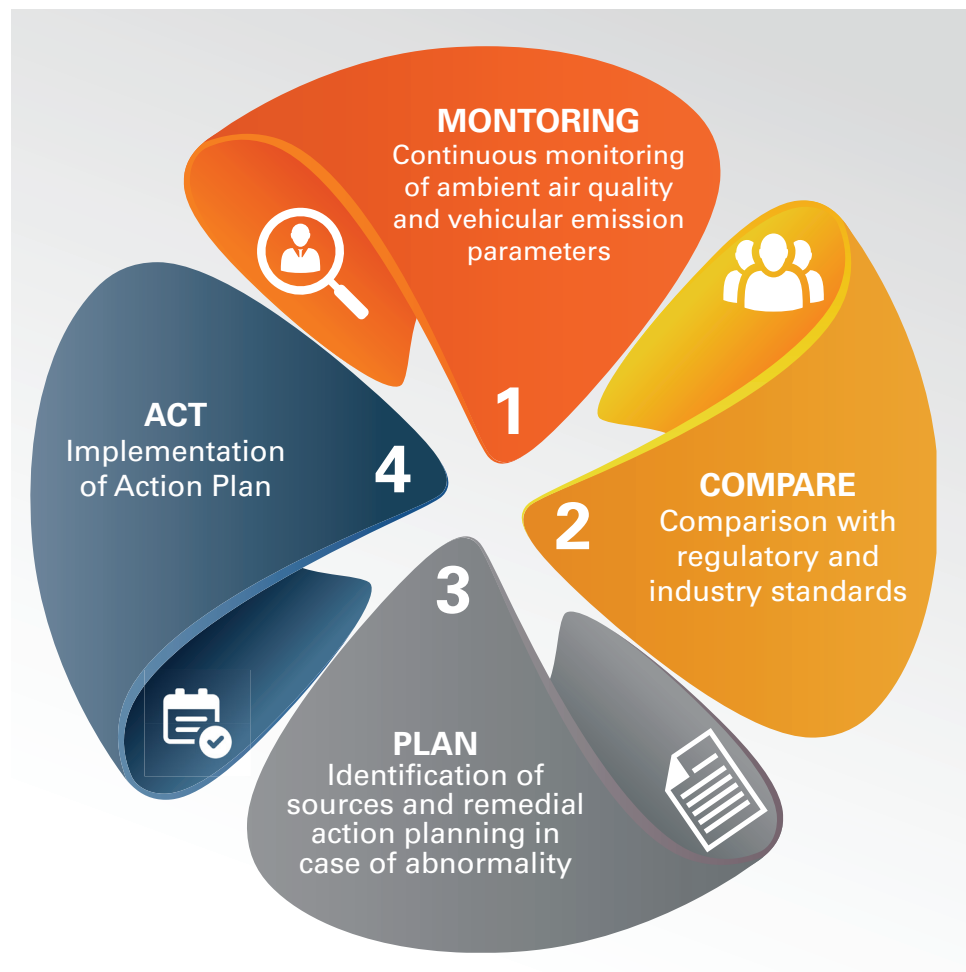 MONTORING
Continuous monitoring
of ambient air quality
and vehicular emission
parameters
1
COMPARE
Comparison with
regulatory and
industry standards
2
3
PLAN
Identification of
sources and remedial
action planning in
case of abnormality
ACT
Implementation
of Action Plan
4